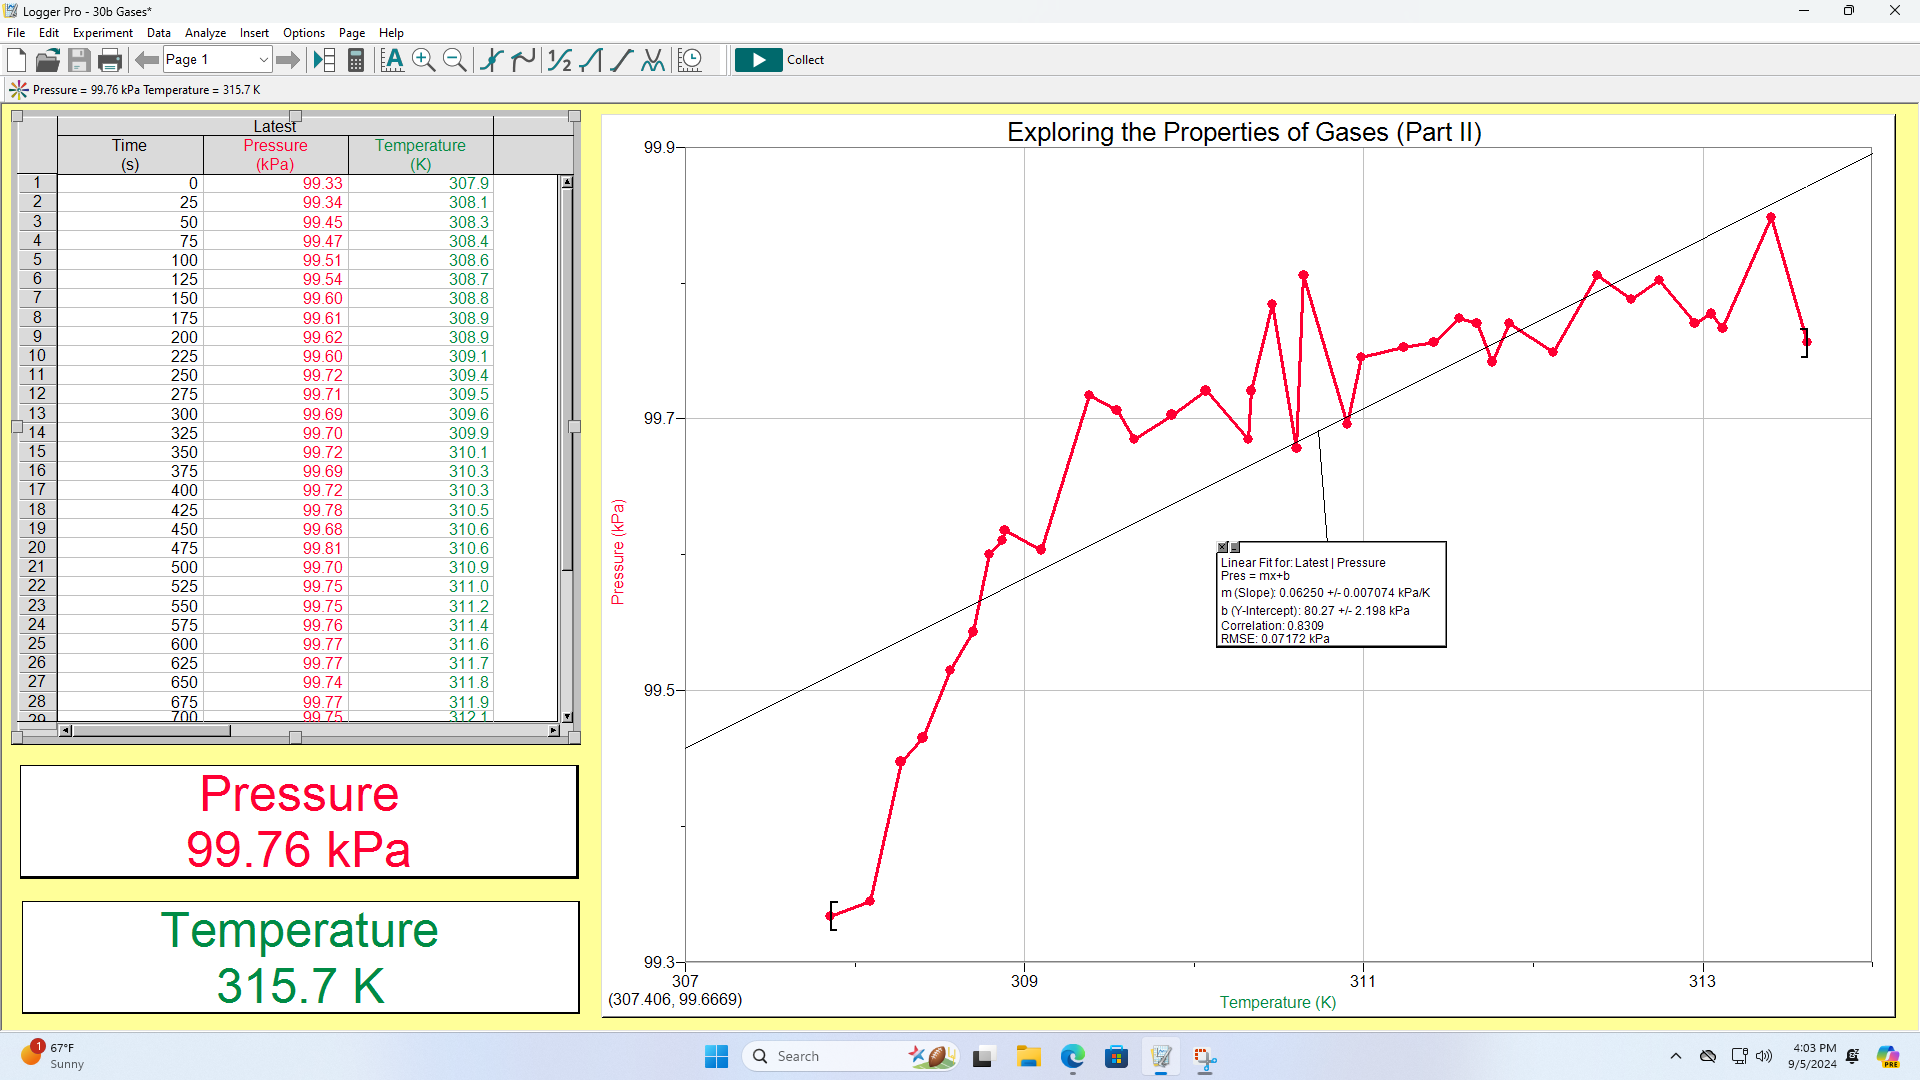 Logger Pro - 30b Gases*
File Edit Experiment Data Analyze Insert Options Page Help
Page 1
Collect
Pressure = 99.76 kPa Temperature = 315.7 K
Latest
Time Pressure Temperature
(s) (kPa) (K)
1 0 99.33 307.9
2 25 99.34 308.1
3 50 99.45 308.3
4 75 99.47 308.4
5 100 99.51 308.6
6 125 99.54 308.7
7 150 99.60 308.8
8 175 99.61 308.9
9 200 99.62 308.9
10 225 99.60 309.1
11 250 99.72 309.4
12 275 99.71 309.5
13 300 99.69 309.6
14 325 99.70 309.9
15 350 99.72 310.1
16 375 99.69 310.3
17 400 99.72 310.3
18 425 99.78 310.5
19 450 99.68 310.6
20 475 99.81 310.6
21 500 99.70 310.9
22 525 99.75 311.0
23 550 99.75 311.2
24 575 99.76 311.4
25 600 99.77 311.6
26 625 99.77 311.7
27 650 99.74 311.8
28 675 99.77 311.9
29 700 99.75 312.1
Pressure
99.76 kPa
Temperature
315.7 K
Exploring the Properties of Gases (Part II)
99.9
99.7
99.5
99.3
Pressure (kPa)
Linear Fit for: Latest | Pressure
Pres = mx+b
m (Slope): 0.06250 +/- 0.007074 kPa/K
b (Y-Intercept): 80.27 +/- 2.198 kPa
Correlation: 0.8309
RMSE: 0.07172 kPa
307 309 311 313
(307.406, 99.6669)
Temperature (K)
1
67°F
Sunny
Search
4:03 PM
9/5/2024
PRE